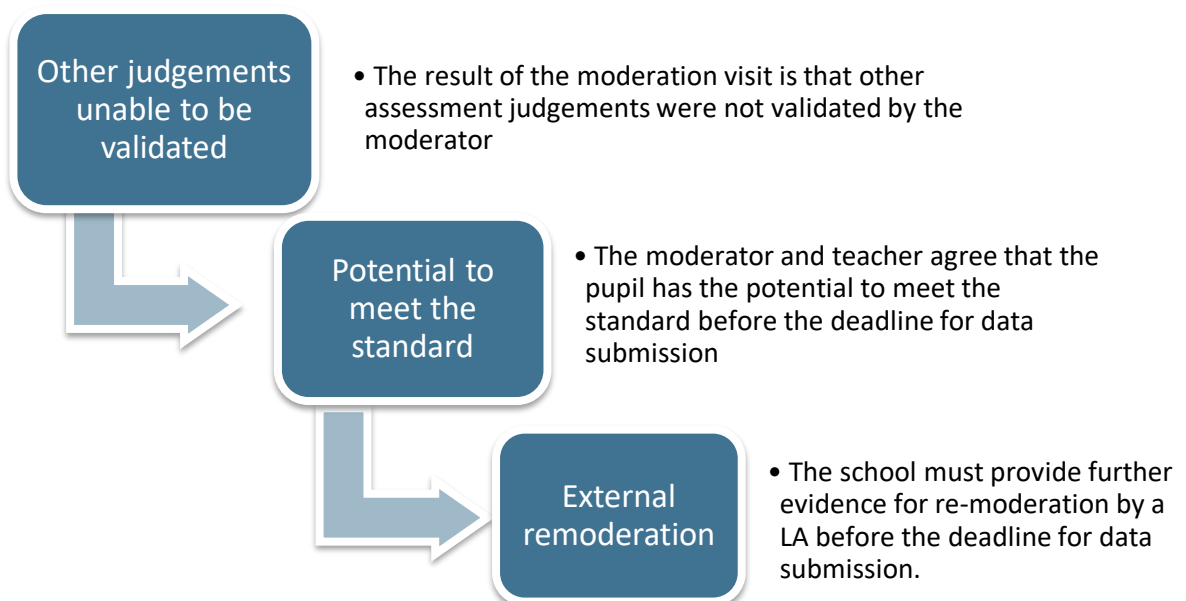 Other judgements
unable to be
validated
• The result of the moderation visit is that other
assessment judgements were not validated by the
moderator
Potential to
meet the
standard
• The moderator and teacher agree that the
pupil has the potential to meet the
standard before the deadline for data
submission
External
remoderation
• The school must provide further
evidence for re-moderation by a
LA before the deadline for data
submission.